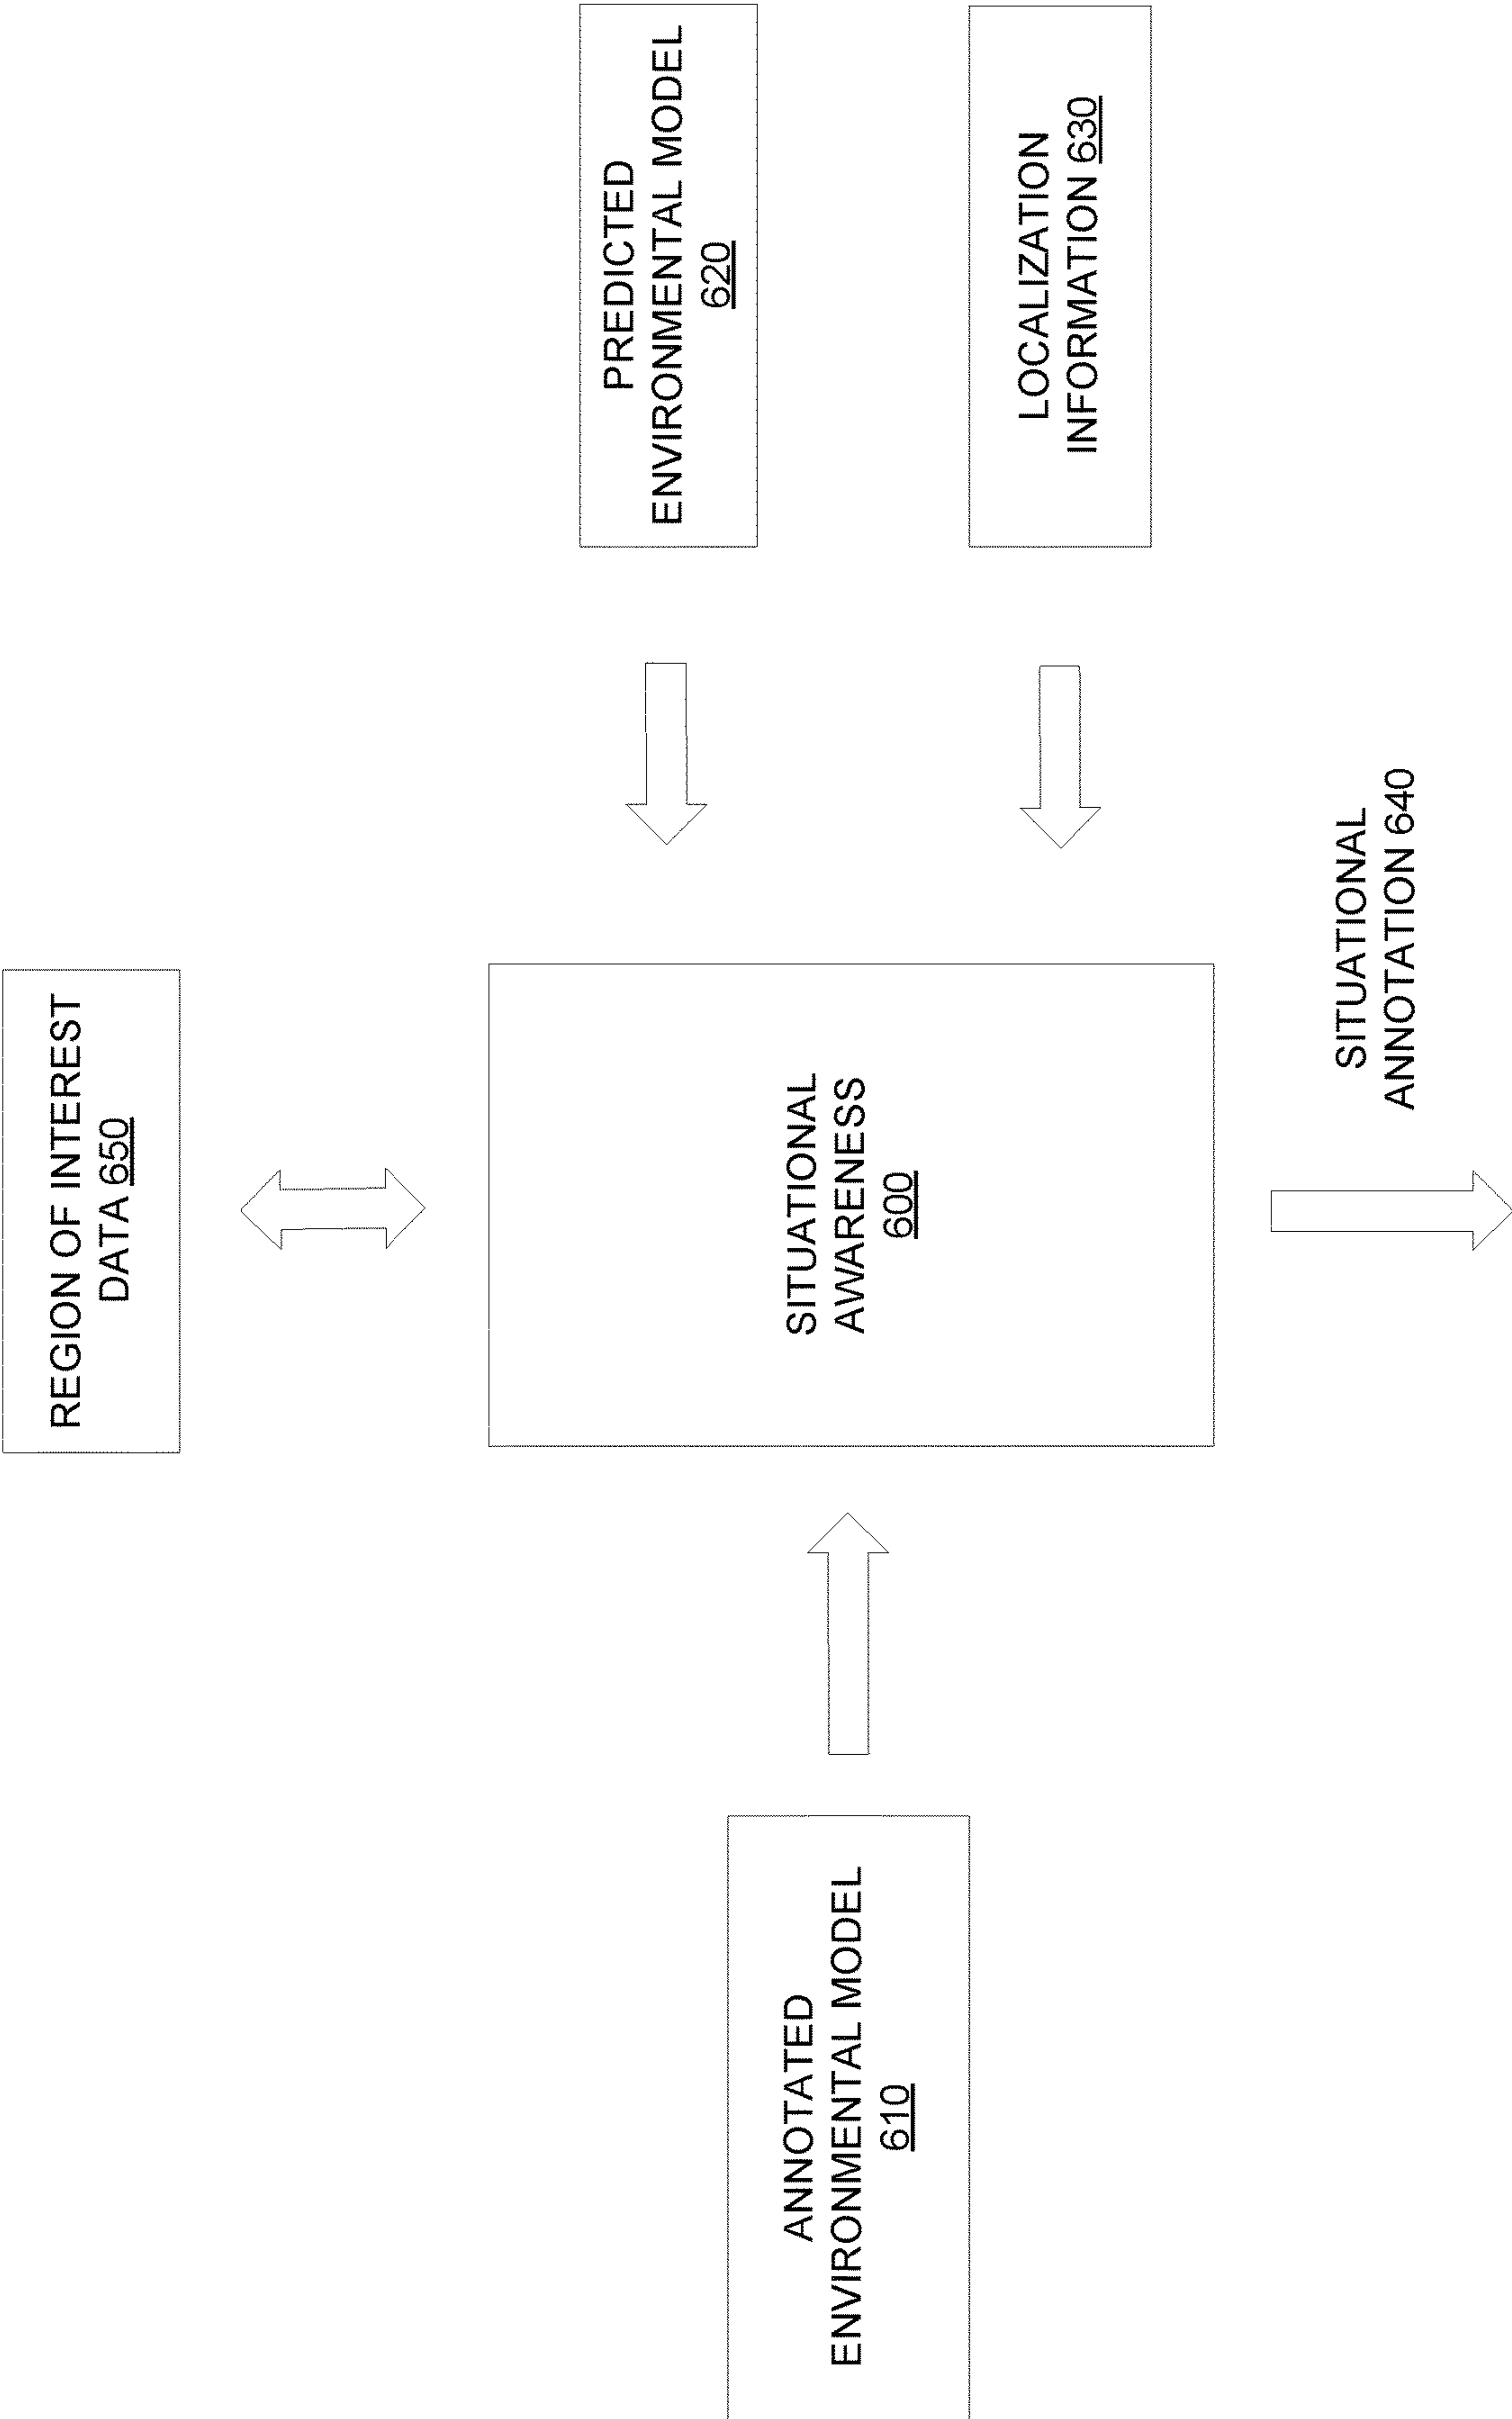 REGION OF INTEREST
DATA 650
ANNOTATED
ENVIRONMENTAL MODEL
610
SITUATIONAL
AWARENESS
600
PREDICTED
ENVIRONMENTAL MODEL
620
LOCALIZATION
INFORMATION 630
SITUATIONAL
ANNOTATION 640